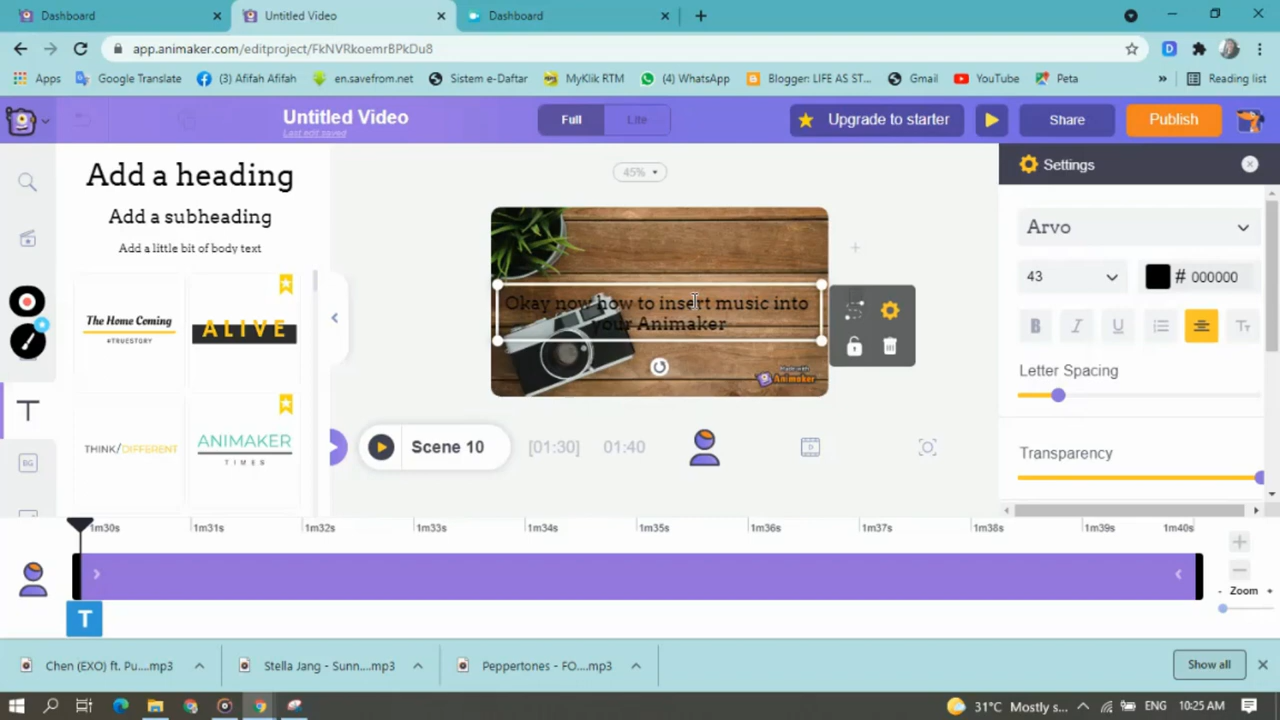 Dashboard
Untitled Video
Dashboard
app.animaker.com/editproject/FkNVRkoemrBPkDu8
Apps
Google Translate
(3) Afifah Afifah
en.savefrom.net
Sistem e-Daftar
MyKlik RTM
(4) WhatsApp
Blogger: LIFE AS ST...
Gmail
YouTube
Peta
»
Reading list
Untitled Video
Last edit saved
Full
Lite
Upgrade to starter
Share
Publish
Add a heading
Add a subheading
Add a little bit of body text
The Home Coming
#TRUESTORY
ALIVE
THINK/DIFFERENT
ANIMAKER
TIMES
45%
Okay now how to insert music into
your Animaker
Made with
Animaker
Settings
Arvo
43
# 000000
B I U
Letter Spacing
Transparency
Scene 10
[01:30]
01:40
1m30s
1m31s
1m32s
1m33s
1m34s
1m35s
1m36s
1m37s
1m38s
1m39s
1m40s
T
- Zoom +
Chen (EXO) ft. Pu....mp3
Stella Jang - Sunn....mp3
Peppertones - FO....mp3
Show all
31°C Mostly s...
ENG
10:25 AM